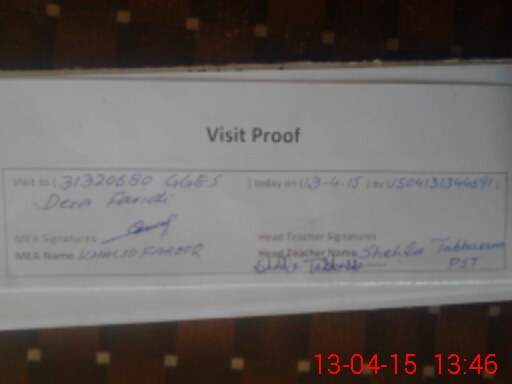 Visit Proof
Visit to ( 31320680 GGES ) today on (13-4-15 ) by U504131344691 )
Dera Faridi
MEA Signatures
Head Teacher Signatures
MEA Name KHALID FAROOQ
Head Teacher Name Shehla Tabbasum
PST
13-04-15 13:46